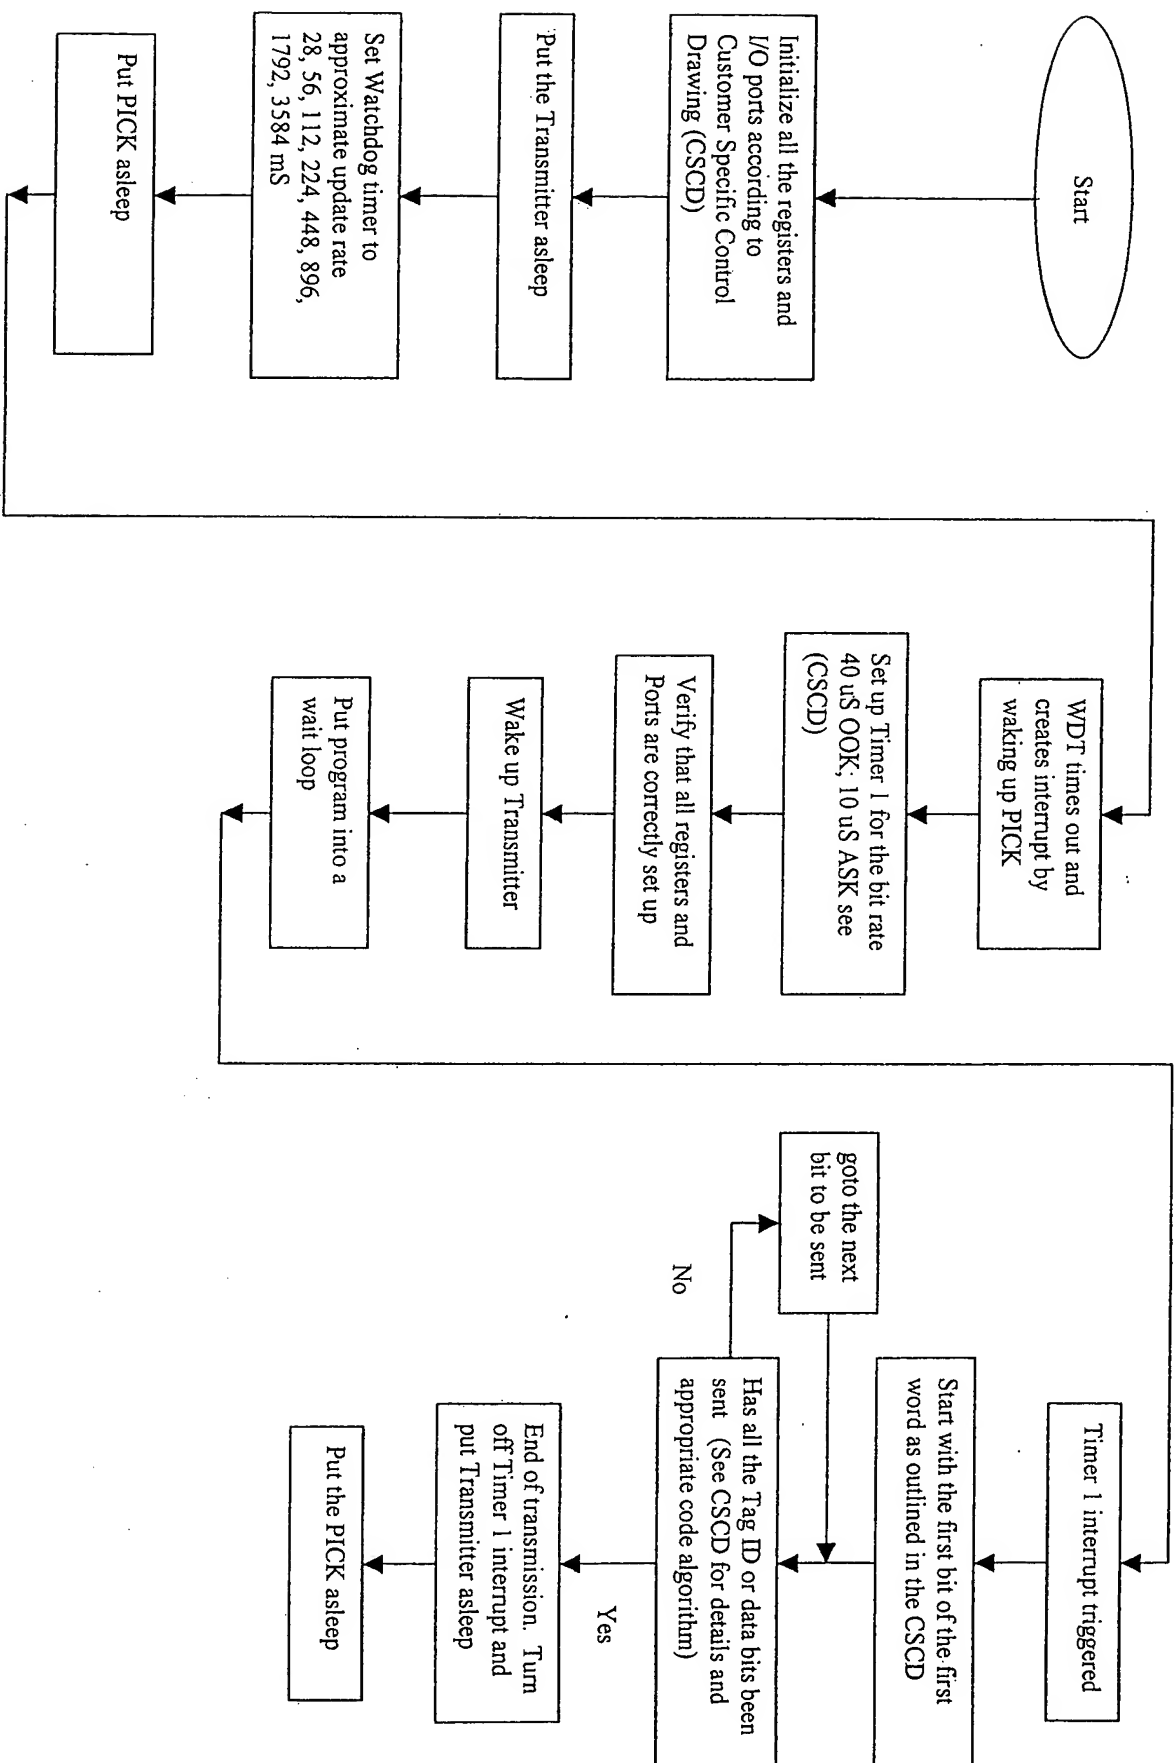 Start
Initialize all the registers and
I/O ports according to
Customer Specific Control
Drawing (CSCD)
Put the Transmitter asleep
Set Watchdog timer to
approximate update rate
28, 56, 112, 224, 448, 896,
1792, 3584 mS
Put PICK asleep
WDT times out and
creates interrupt by
waking up PICK
Set up Timer 1 for the bit rate
40 uS OOK; 10 uS ASK see
(CSCD)
Verify that all registers and
Ports are correctly set up
Wake up Transmitter
Put program into a
wait loop
Timer 1 interrupt triggered
Start with the first bit of the first
word as outlined in the CSCD
goto the next
bit to be sent
Has all the Tag ID or data bits been
sent (See CSCD for details and
appropriate code algorithm)
No
Yes
End of transmission. Turn
off Timer 1 interrupt and
put Transmitter asleep
Put the PICK asleep